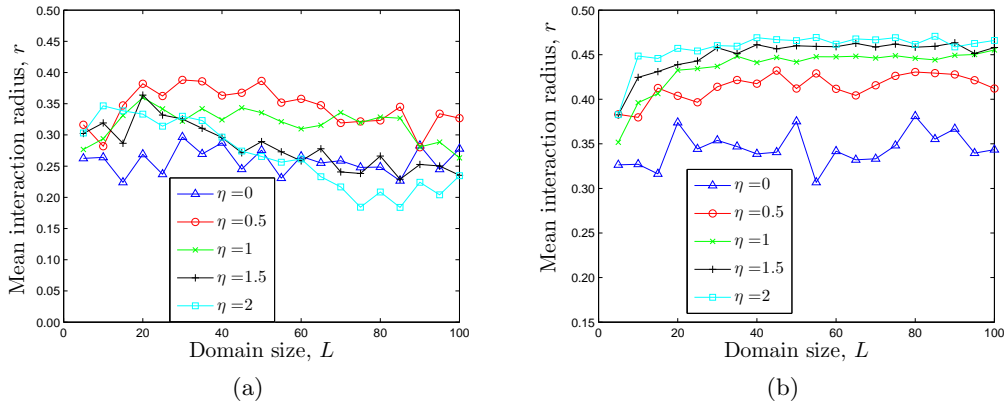 0.50
0.45
0.40
0.35
0.30
0.25
0.20
0.15
0.10
0.05
0.00
Mean interaction radius, r
0
20
40
60
80
100
Domain size, L
η = 0
η = 0.5
η = 1
η = 1.5
η = 2
(a)
0.50
0.45
0.40
0.35
0.30
0.25
0.20
0.15
Mean interaction radius, r
0
20
40
60
80
100
Domain size, L
η = 0
η = 0.5
η = 1
η = 1.5
η = 2
(b)